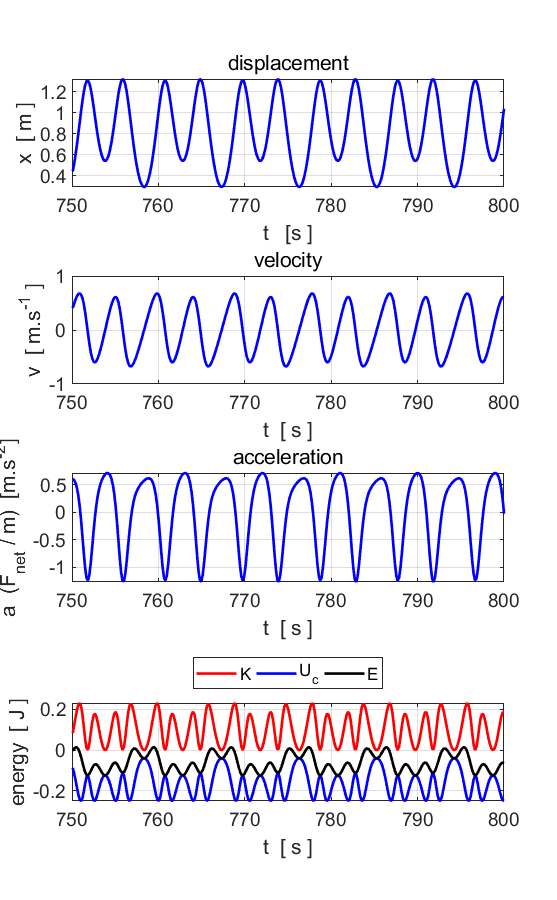 displacement
1.2
1
0.8
0.6
0.4
x [ m ]
750 760 770 780 790 800
t [s ]
velocity
1
0
-1
v [ m.s-1 ]
750 760 770 780 790 800
t [ s ]
acceleration
0.5
0
-0.5
-1
a (Fnet / m) [m.s-2]
750 760 770 780 790 800
t [ s ]
K Uc E
0.2
0
-0.2
energy [ J ]
750 760 770 780 790 800
t [ s ]